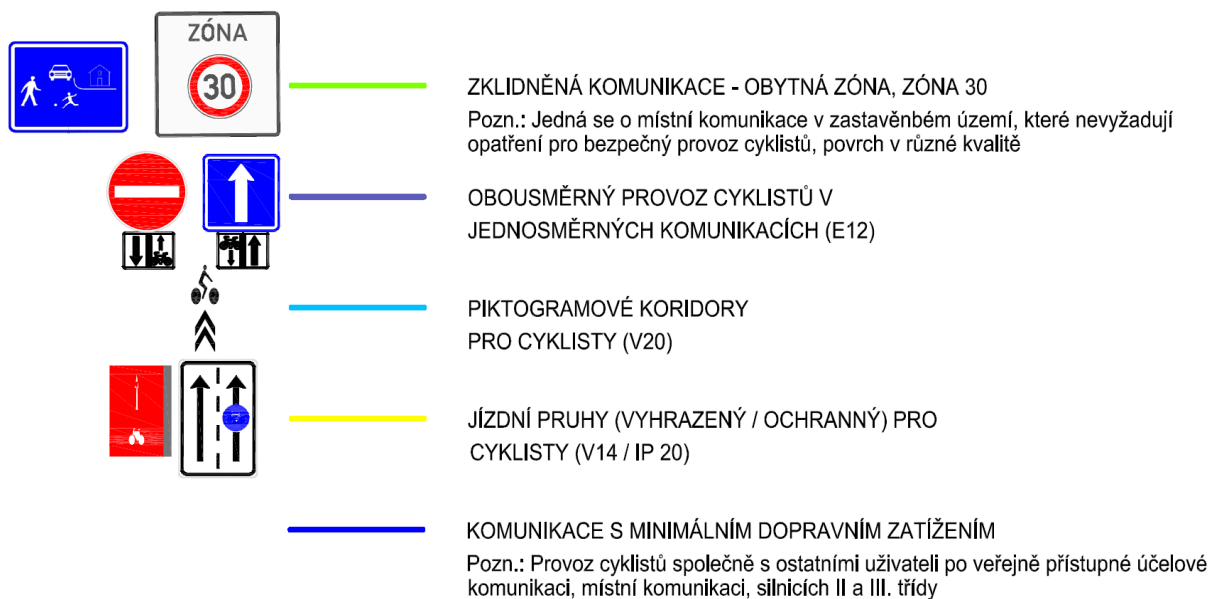 ZÓNA
30
ZKLIDNĚNÁ KOMUNIKACE - OBYTNÁ ZÓNA, ZÓNA 30
Pozn.: Jedná se o místní komunikace v zastavěnbém území, které nevyžadují
opatření pro bezpečný provoz cyklistů, povrch v různé kvalitě
OBOUSMĚRNÝ PROVOZ CYKLISTŮ V
JEDNOSMĚRNÝCH KOMUNIKACÍCH (E12)
PIKTOGRAMOVÉ KORIDORY
PRO CYKLISTY (V20)
JÍZDNÍ PRUHY (VYHRAZENÝ / OCHRANNÝ) PRO
CYKLISTY (V14 / IP 20)
KOMUNIKACE S MINIMÁLNÍM DOPRAVNÍM ZATÍŽENÍM
Pozn.: Provoz cyklistů společně s ostatními uživateli po veřejně přístupné účelové
komunikaci, místní komunikaci, silnicích II a III. třídy